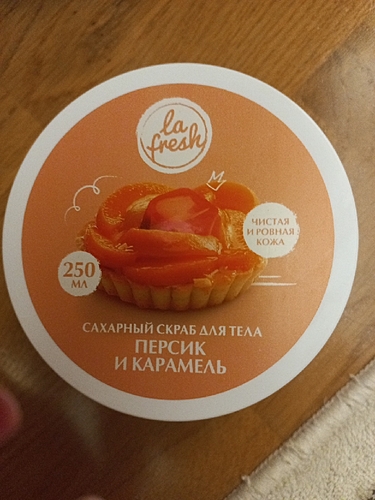 la
fresh
ЧИСТАЯ
И РОВНАЯ
КОЖА
250
МЛ
САХАРНЫЙ СКРАБ ДЛЯ ТЕЛА
ПЕРСИК
И КАРАМЕЛЬ